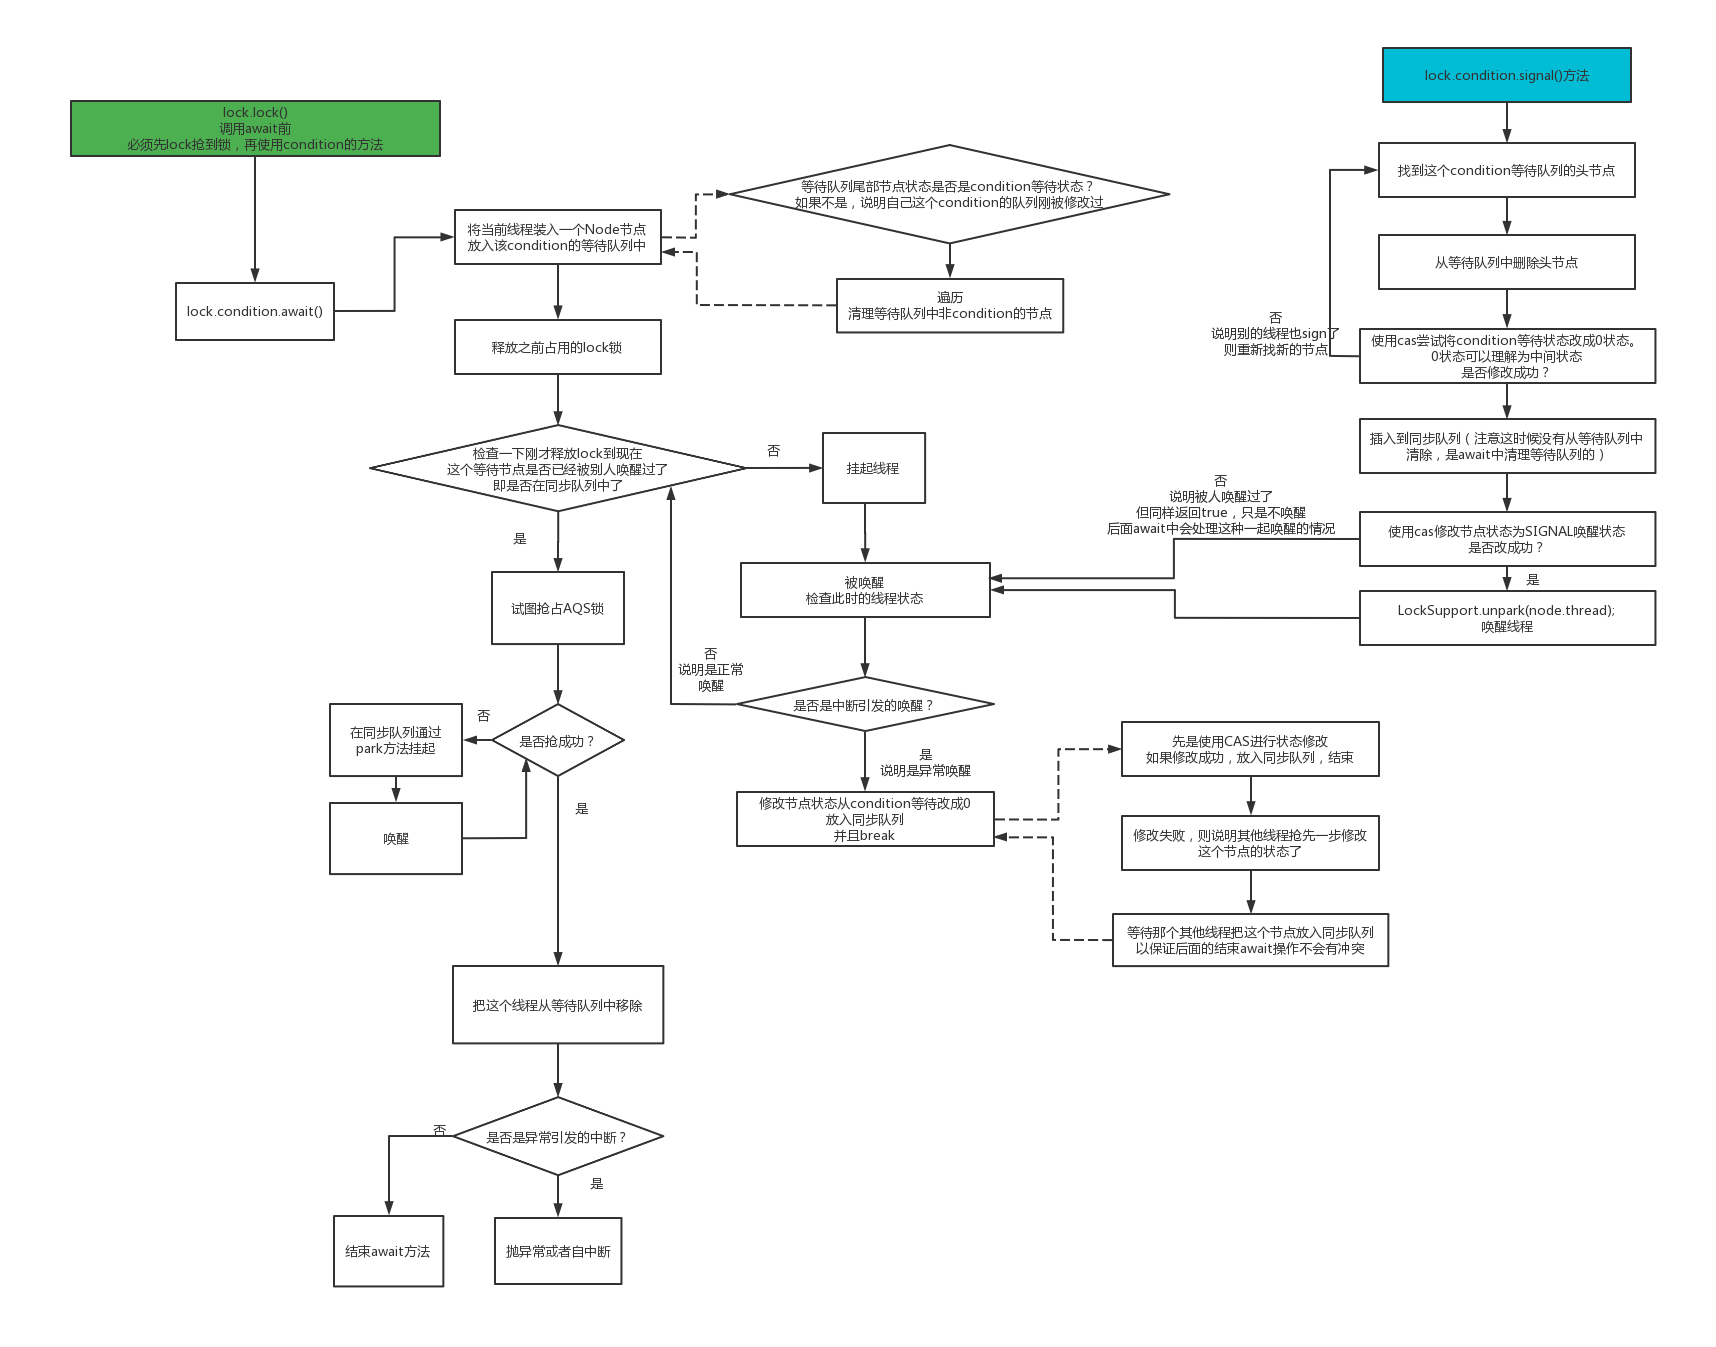 lock.lock()
调用await前
必须先lock抢到锁，再使用condition的方法
lock.condition.await()
将当前线程装入一个Node节点
放入该condition的等待队列中
等待队列尾部节点状态是否是condition等待状态？
如果不是，说明自己这个condition的队列刚被修改过
遍历
清理等待队列中非condition的节点
释放之前占用的lock锁
检查一下刚才释放lock到现在
这个等待节点是否已经被别人唤醒过了
即是否在同步队列中了
否
挂起线程
是
试图抢占AQS锁
被唤醒
检查此时的线程状态
否
说明是正常
唤醒
是否是中断引发的唤醒？
是
说明是异常唤醒
修改节点状态从condition等待改成0
放入同步队列
并且break
先是使用CAS进行状态修改
如果修改成功，放入同步队列，结束
修改失败，则说明其他线程抢先一步修改
这个节点的状态了
等待那个其他线程把这个节点放入同步队列
以保证后面的结束await操作不会有冲突
是否抢成功？
否
在同步队列通过
park方法挂起
唤醒
是
把这个线程从等待队列中移除
是否是异常引发的中断？
否
是
结束await方法
抛异常或者自中断
lock.condition.signal()方法
找到这个condition等待队列的头节点
从等待队列中删除头节点
否
说明别的线程也sign了
则重新找新的节点
使用cas尝试将condition等待状态改成0状态。
0状态可以理解为中间状态
是否修改成功？
插入到同步队列（注意这时候没有从等待队列中
清除，是await中清理等待队列的）
否
说明被人唤醒过了
但同样返回true，只是不唤醒
后面await中会处理这种一起唤醒的情况
使用cas修改节点状态为SIGNAL唤醒状态
是否改成功？
是
LockSupport.unpark(node.thread);
唤醒线程